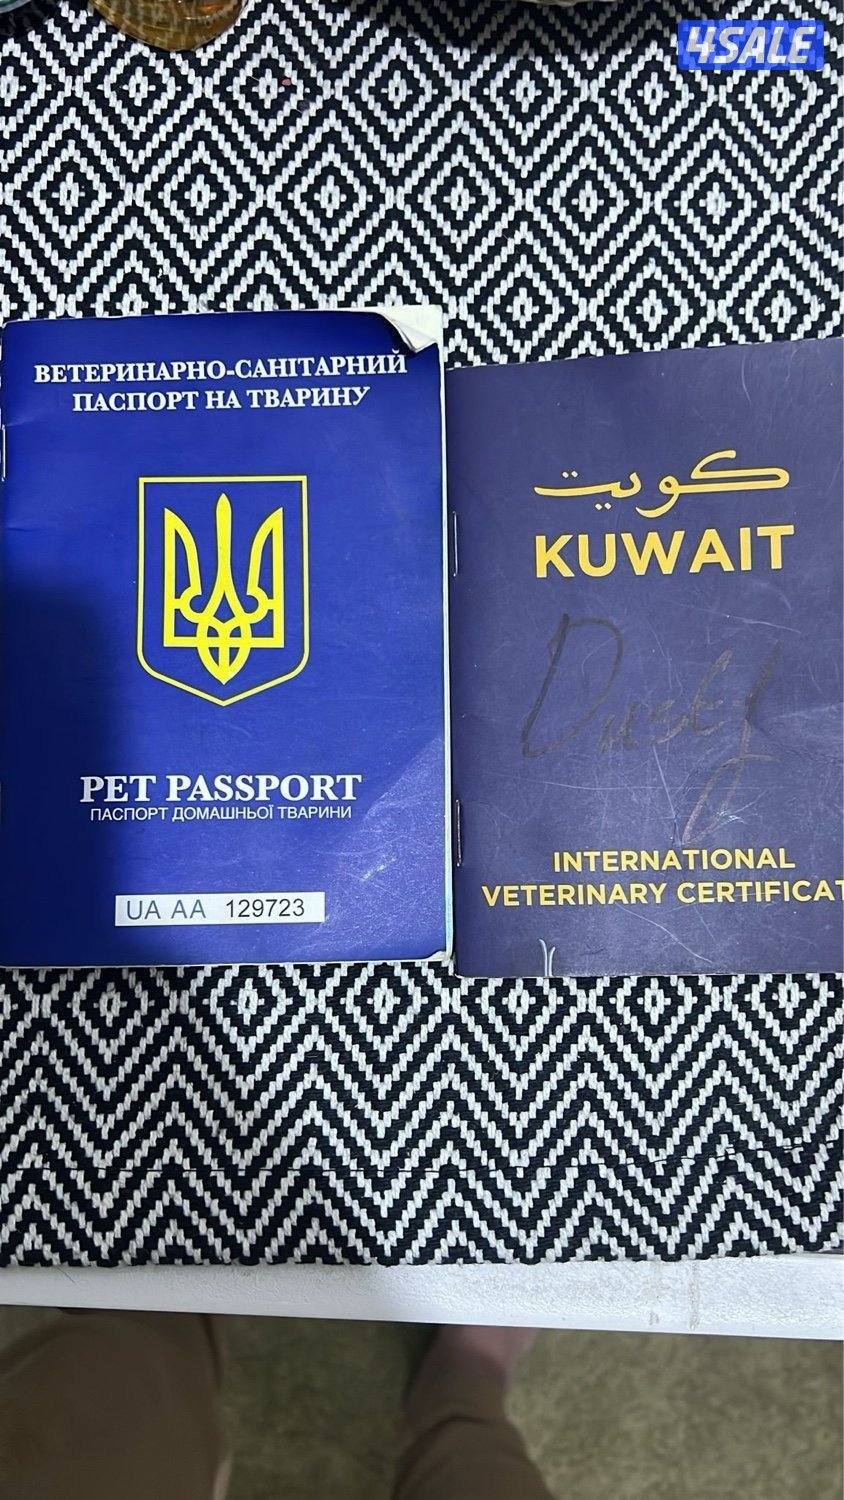 4SALE
ВЕТЕРИНАРНО-САНІТАРНИЙ
ПАСПОРТ НА ТВАРИНУ
PET PASSPORT
ПАСПОРТ ДОМАШНЬОЇ ТВАРИНИ
UA AA 129723
كويت
KUWAIT
INTERNATIONAL
VETERINARY CERTIFICAT